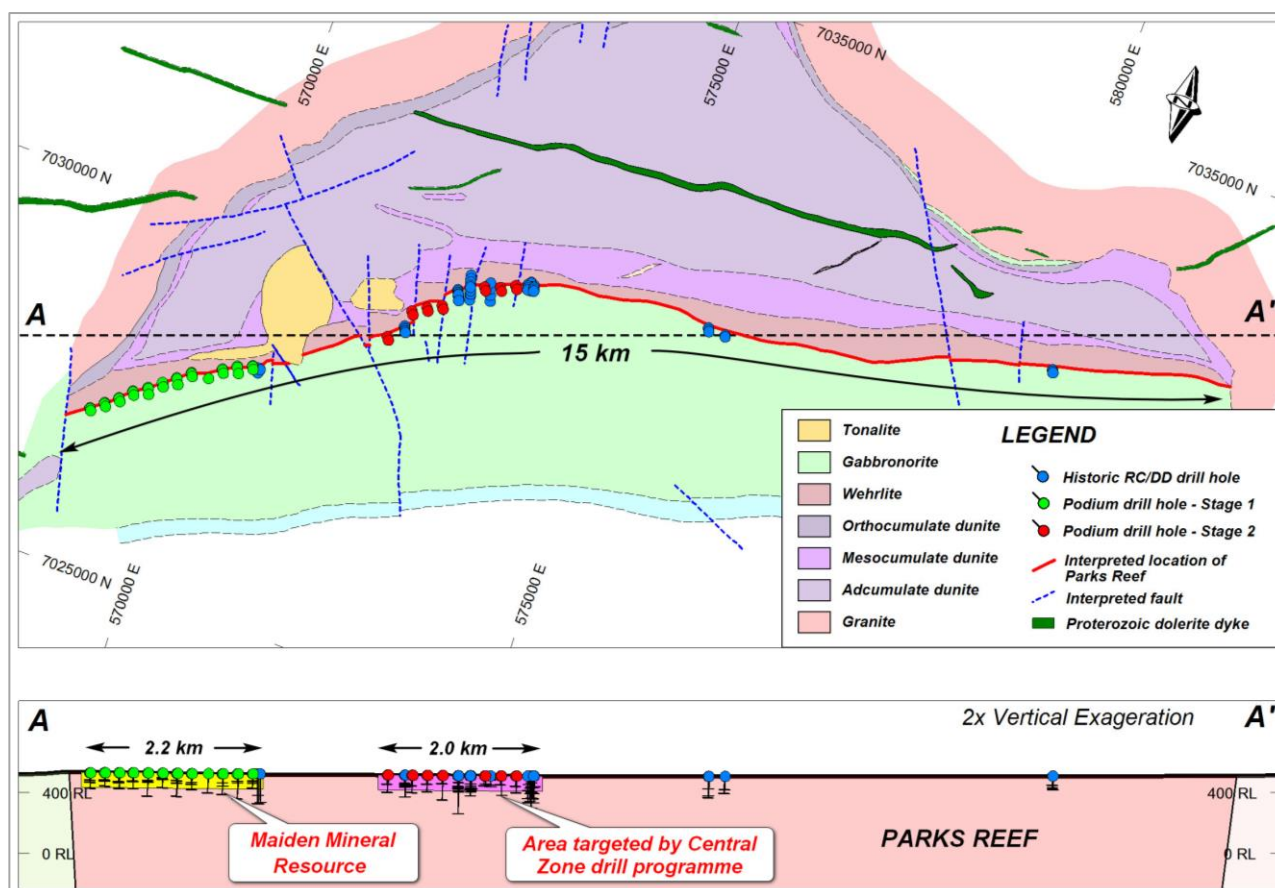 570000 E
575000 E
7035000 N
580000 E
7030000 N
7035000 N
A
A'
15 km
7025000 N
570000 E
575000 E
LEGEND
Tonalite
Gabbronorite
Wehrlite
Orthocumulate dunite
Mesocumulate dunite
Adcumulate dunite
Granite
Historic RC/DD drill hole
Podium drill hole - Stage 1
Podium drill hole - Stage 2
Interpreted location of
Parks Reef
Interpreted fault
Proterozoic dolerite dyke
A
2x Vertical Exageration
A'
2.2 km
2.0 km
400 RL
400 RL
Maiden Mineral
Resource
Area targeted by Central
Zone drill programme
PARKS REEF
0 RL
0 RL